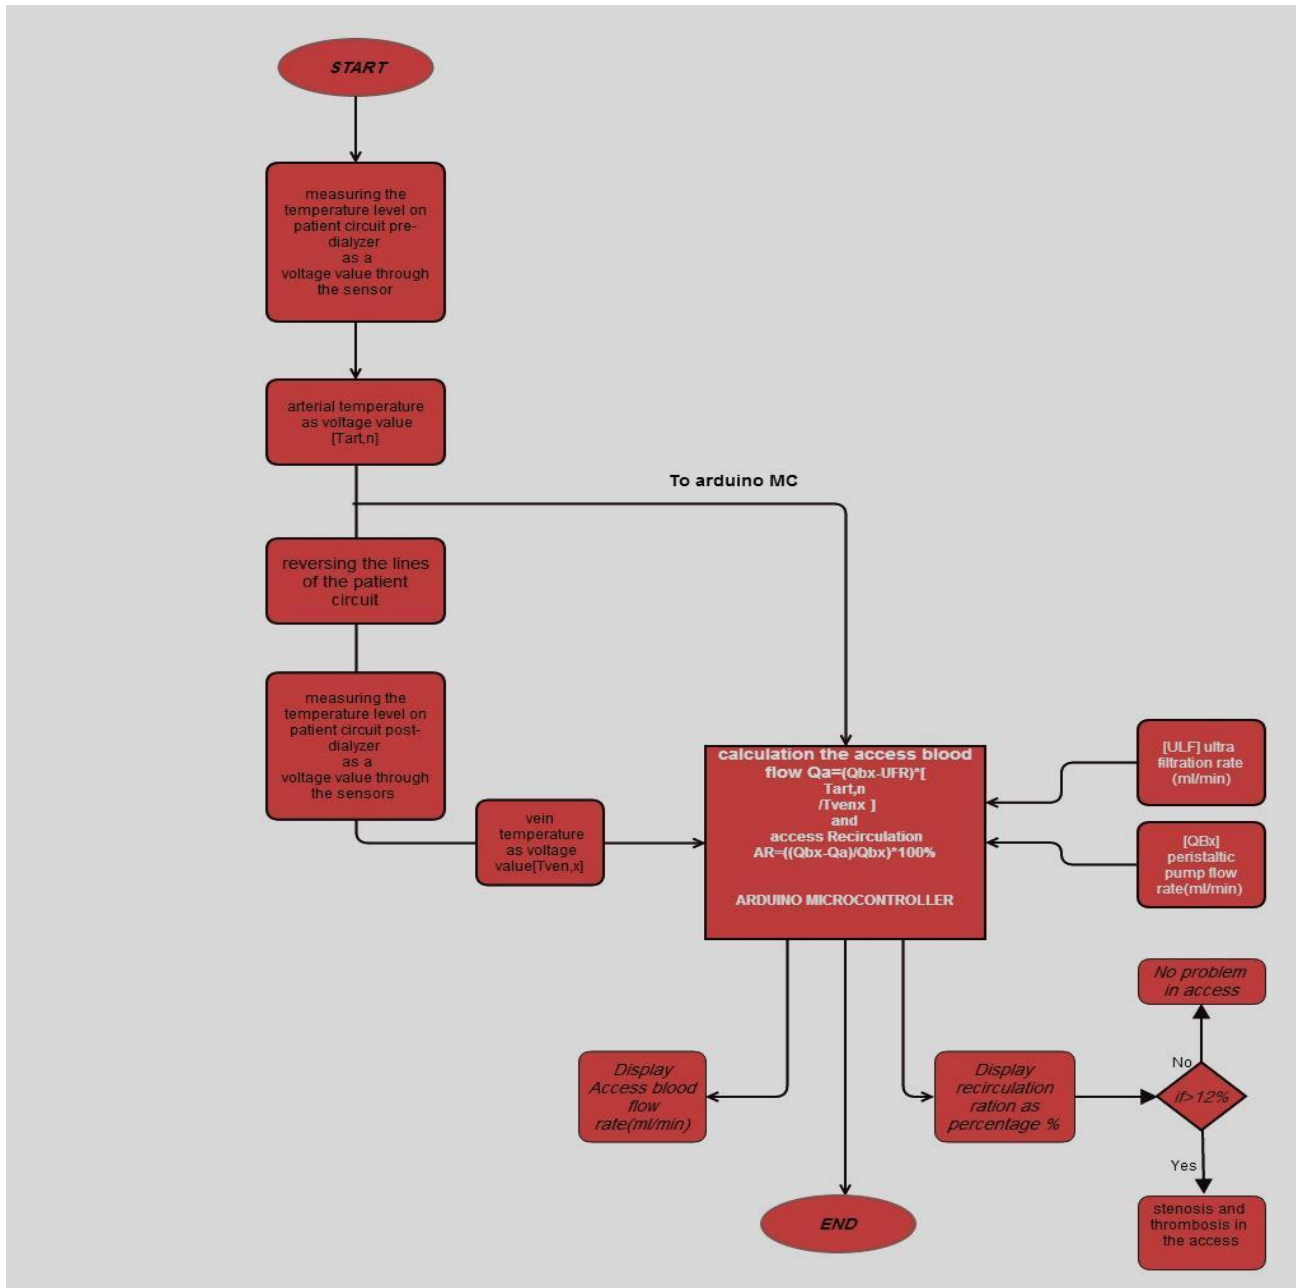 START
measuring the
temperature level on
patient circuit pre-
dialyzer
as a
voltage value through
the sensor
arterial temperature
as voltage value
[Tart,n]
To arduino MC
reversing the lines
of the patient
circuit
measuring the
temperature level on
patient circuit post-
dialyzer
as a
voltage value through
the sensors
vein
temperature
as voltage
value[Tven,x]
calculation the access blood
flow Qa=(Qbx-UFR)*[
Tart,n
/Tvenx ]
and
access Recirculation
AR=((Qbx-Qa)/Qbx)*100%
ARDUINO MICROCONTROLLER
[ULF] ultra
filtration rate
(ml/min)
[QBx]
peristaltic
pump flow
rate(ml/min)
Display
Access blood
flow
rate(ml/min)
Display
recirculation
ration as
percentage %
No problem
in access
No
if>12%
Yes
stenosis and
thrombosis in
the access
END